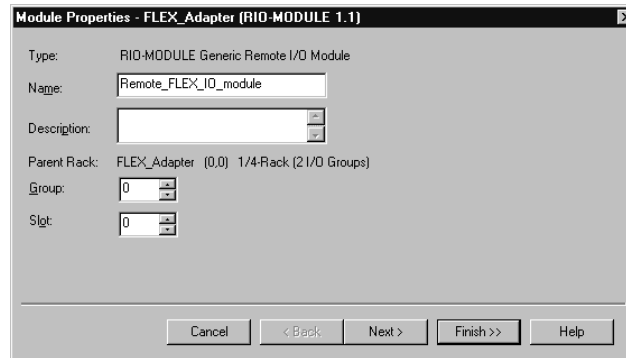 Module Properties - FLEX_Adapter (RIO-MODULE 1.1)
Type: RIO-MODULE Generic Remote I/O Module
Name: Remote_FLEX_IO_module
Description:
Parent Rack: FLEX_Adapter (0,0) 1/4-Rack (2 I/O Groups)
Group: 0
Slot: 0
Cancel < Back Next > Finish >> Help